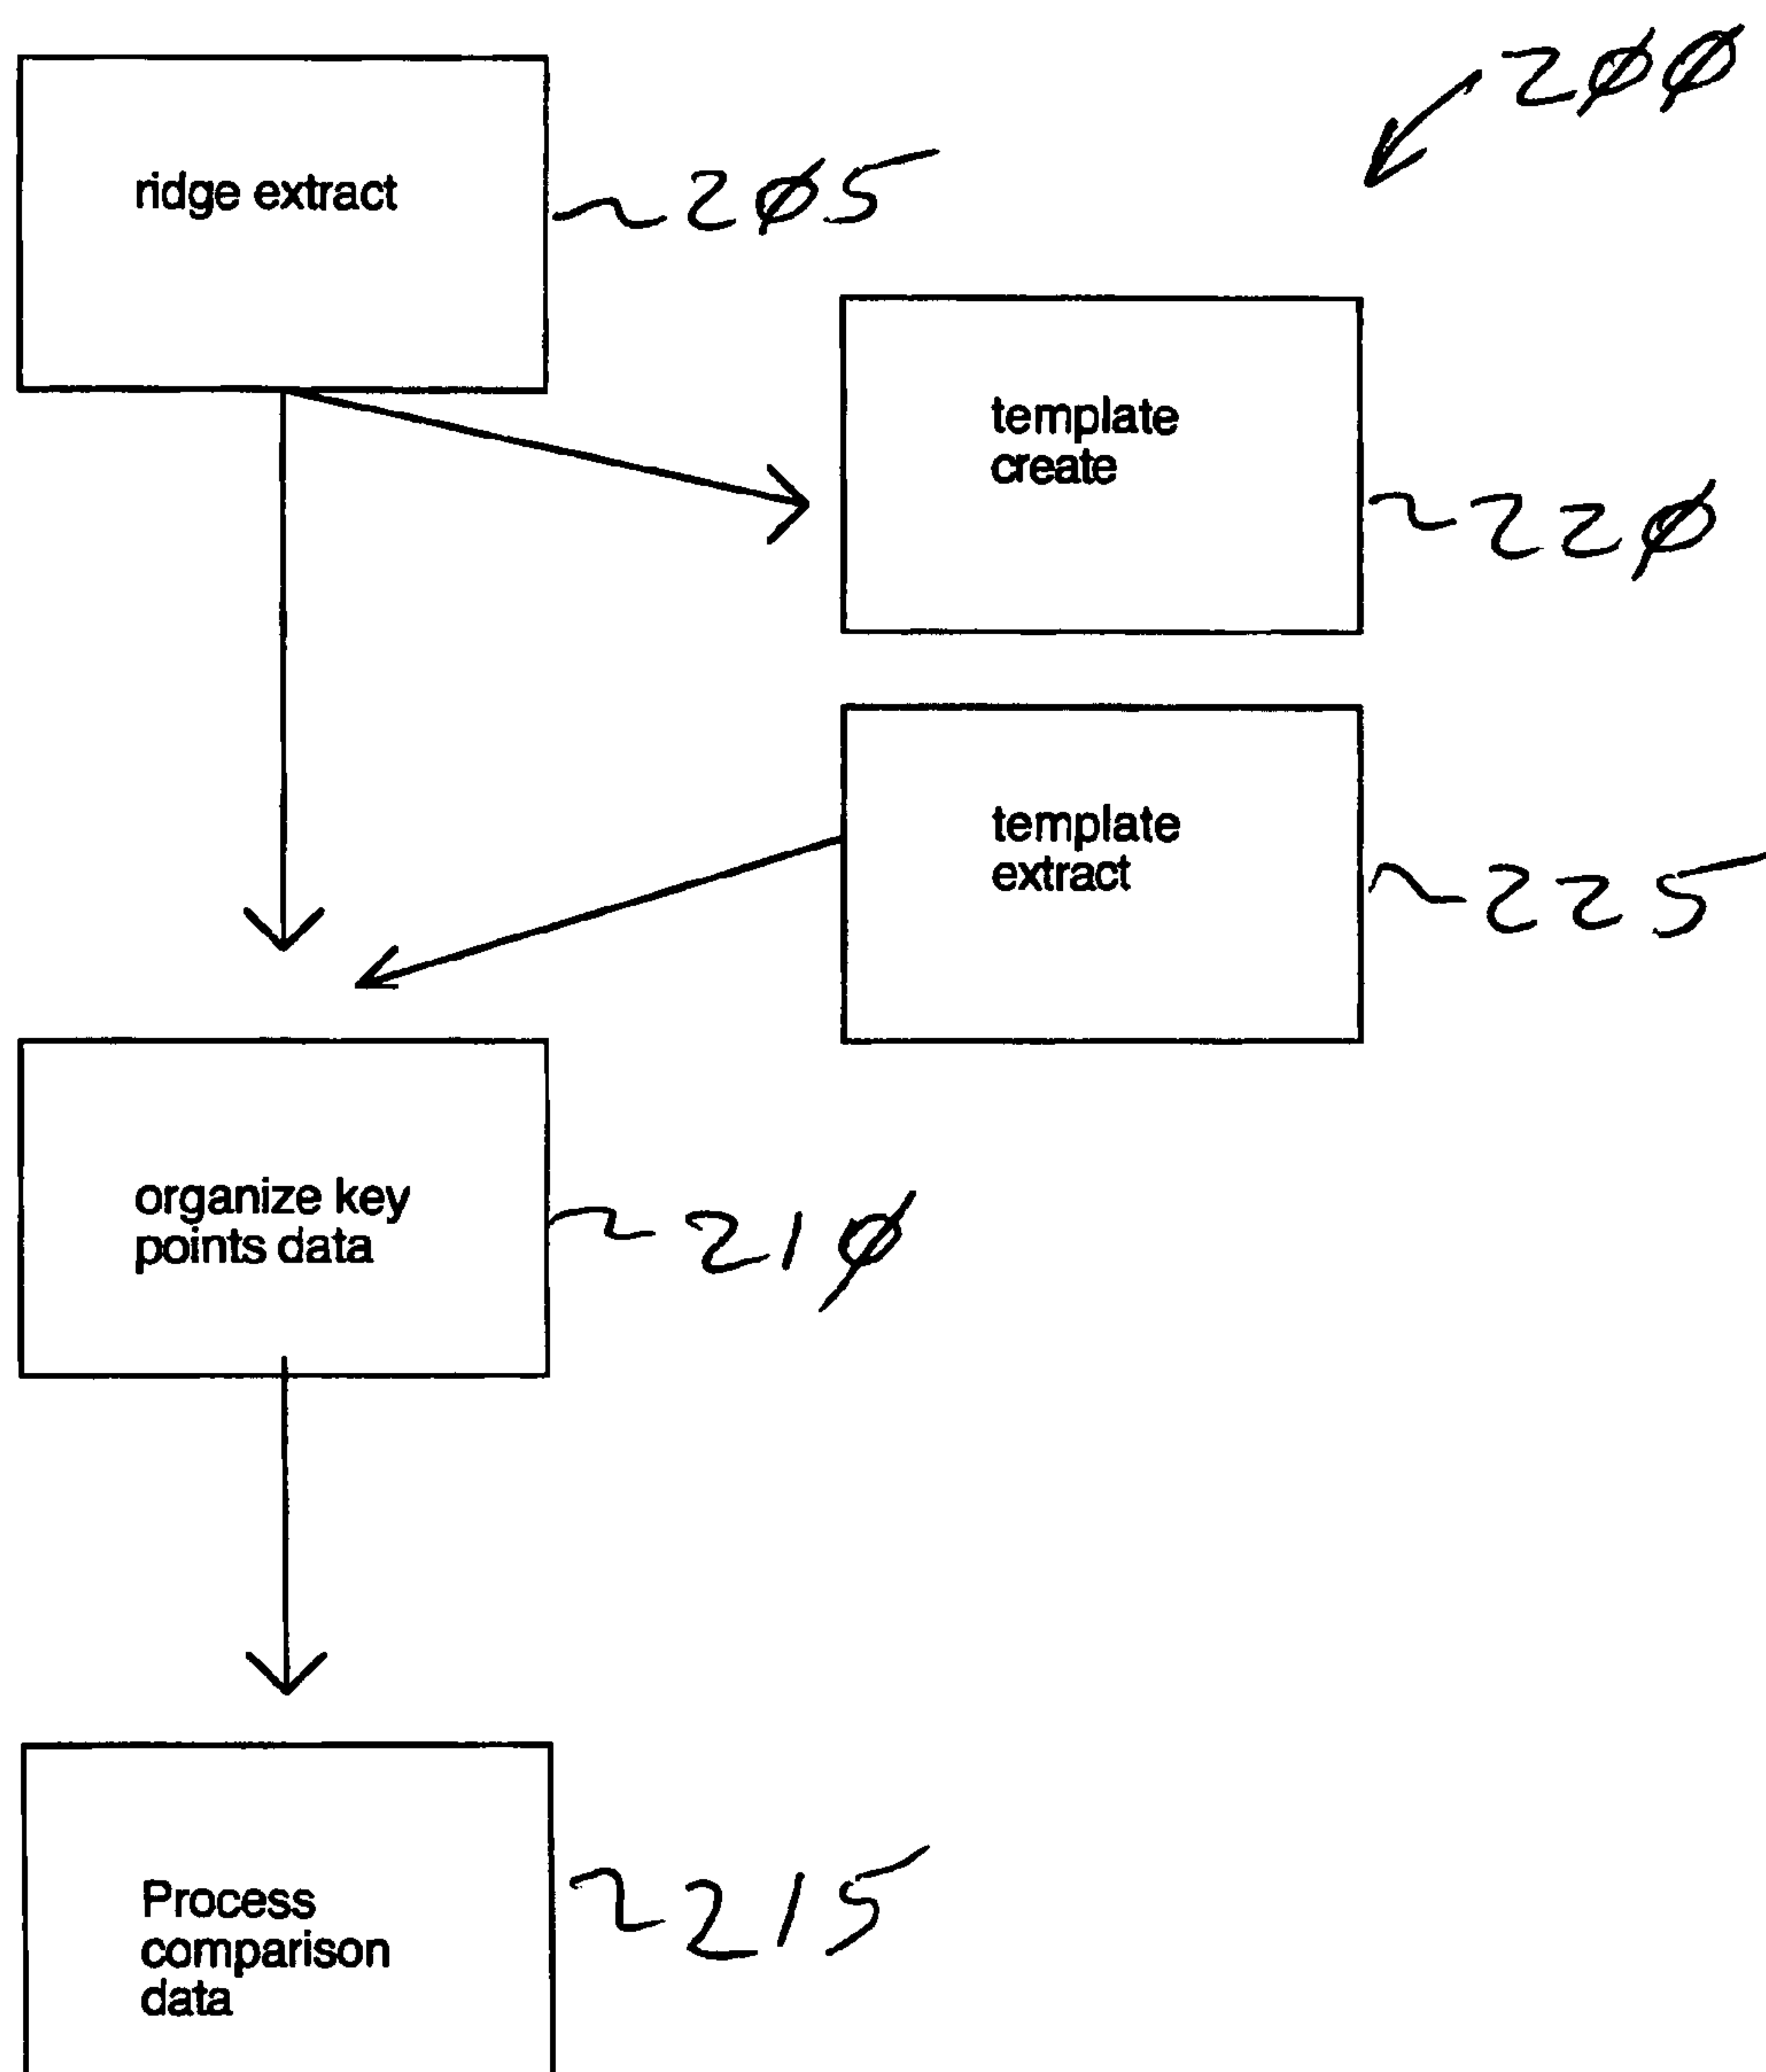 200
ridge extract
205
template
create
220
template
extract
225
organize key
points data
210
Process
comparison
data
215